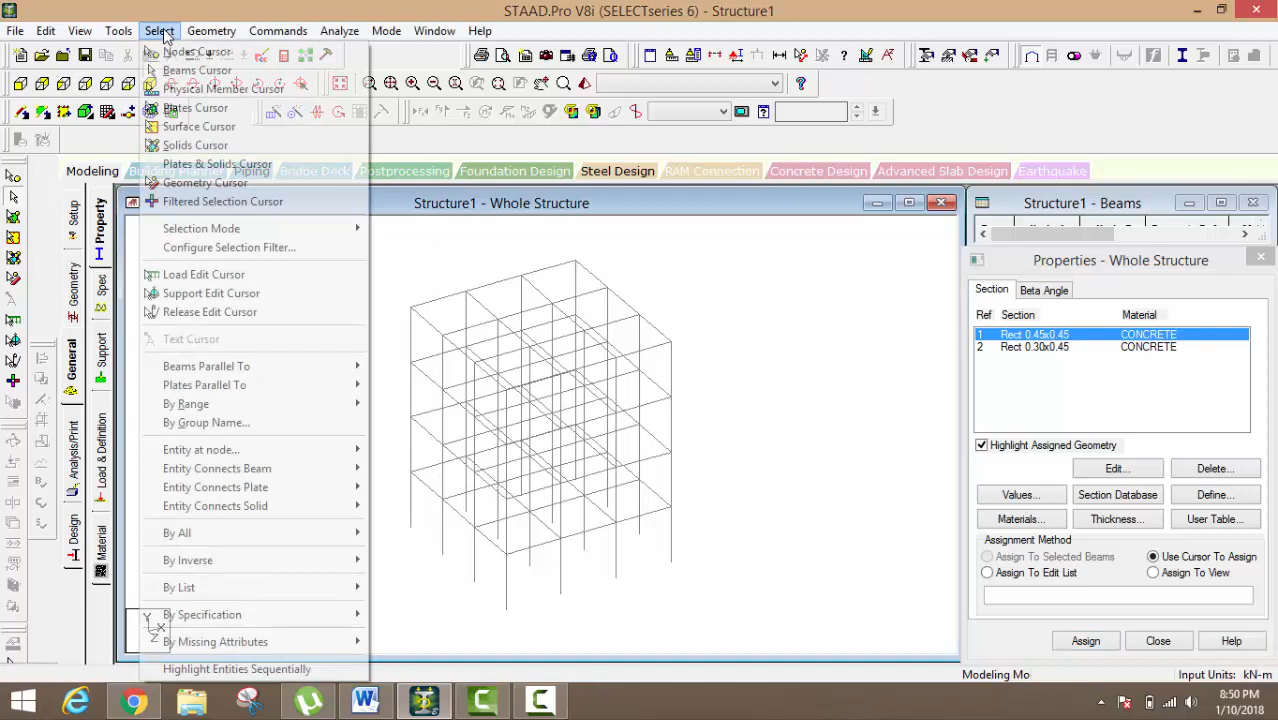 STAAD.Pro V8i (SELECTseries 6) - Structure1
File Edit View Tools Select Geometry Commands Analyze Mode Window Help
Nodes Cursor
Beams Cursor
Physical Member Cursor
Plates Cursor
Surface Cursor
Solids Cursor
Plates & Solids Cursor
Geometry Cursor
Filtered Selection Cursor
Selection Mode
Configure Selection Filter...
Load Edit Cursor
Support Edit Cursor
Release Edit Cursor
Text Cursor
Beams Parallel To
Plates Parallel To
By Range
By Group Name...
Entity at node...
Entity Connects Beam
Entity Connects Plate
Entity Connects Solid
By All
By Inverse
By List
By Specification
By Missing Attributes
Highlight Entities Sequentially
Modeling Building Planner Piping Bridge Deck Postprocessing Foundation Design Steel Design RAM Connection Concrete Design Advanced Slab Design Earthquake
Setup
Geometry
General
Analysis/Print
Design
Property
Spec
Support
Load & Definition
Material
Structure1 - Whole Structure
Y
X
Z
Structure1 - Beams
Properties - Whole Structure
Section Beta Angle
Ref Section Material
1 Rect 0.45x0.45 CONCRETE
2 Rect 0.30x0.45 CONCRETE
Highlight Assigned Geometry
Edit... Delete...
Values... Section Database Define...
Materials... Thickness... User Table...
Assignment Method
Assign To Selected Beams Use Cursor To Assign
Assign To Edit List Assign To View
Assign Close Help
Modeling Mo Input Units: kN-m
8:50 PM
1/10/2018